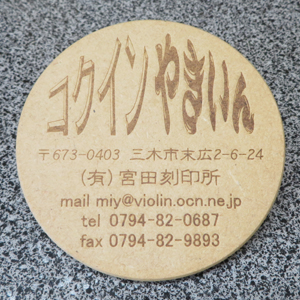 コクインやまいん
〒673-0403 三木市末広2-6-24
(有)宮田刻印所
mail miy@violin.ocn.ne.jp
tel 0794-82-0687
fax 0794-82-9893